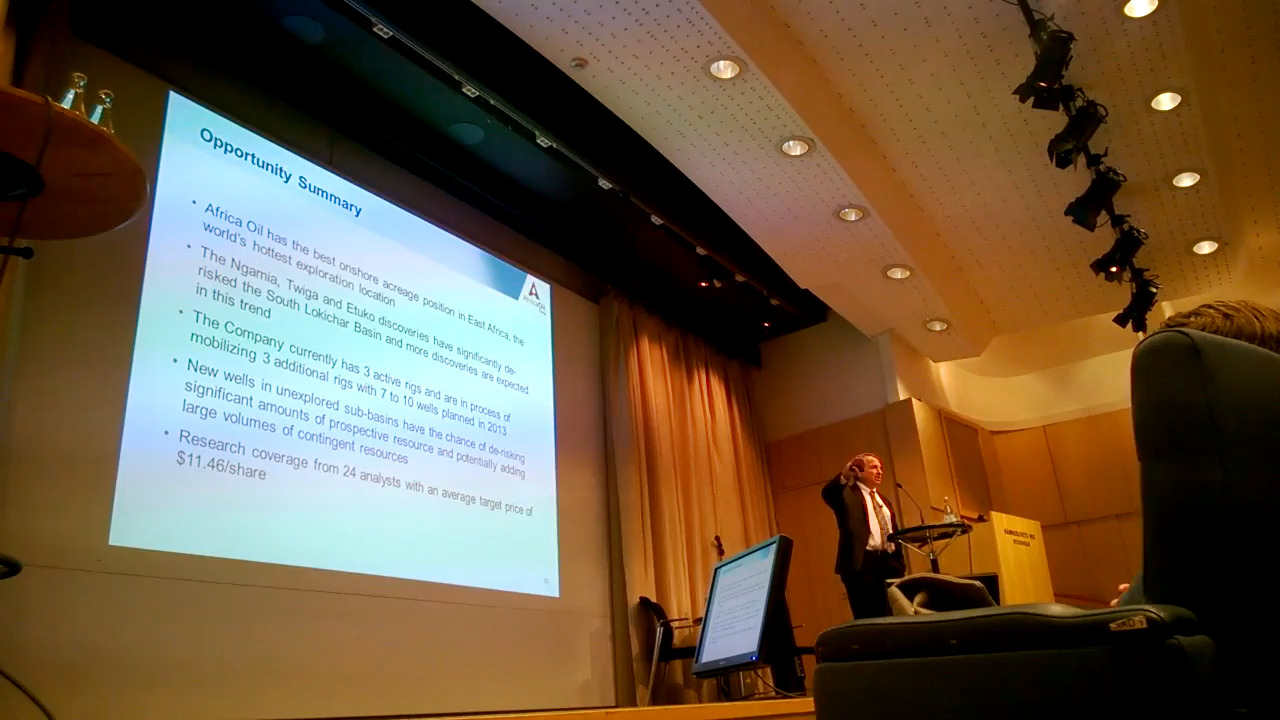 Opportunity Summary
• Africa Oil has the best onshore acreage position in East Africa, the
world's hottest exploration location
• The Ngamia, Twiga and Etuko discoveries have significantly de-
risked the South Lokichar Basin and more discoveries are expected
in this trend
• The Company currently has 3 active rigs and are in process of
mobilizing 3 additional rigs with 7 to 10 wells planned in 2013
• New wells in unexplored sub-basins have the chance of de-risking
significant amounts of prospective resource and potentially adding
large volumes of contingent resources
• Research coverage from 24 analysts with an average target price of
$11.46/share